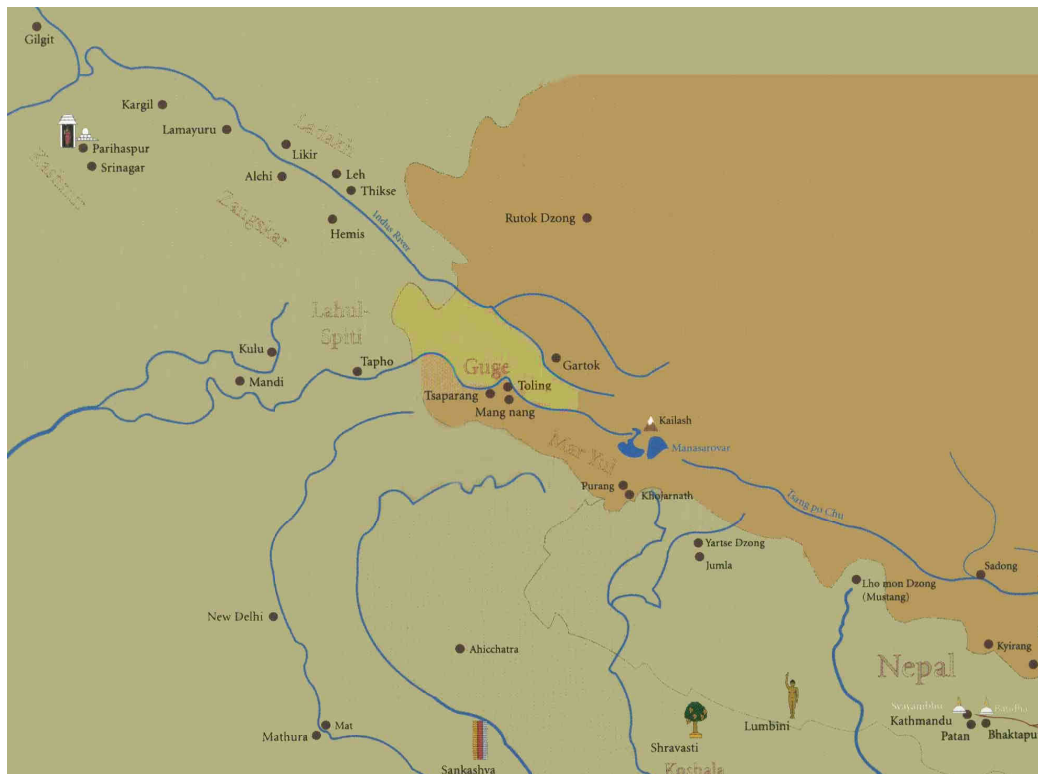 Gilgit
Kargil
Lamayuru
Ladakh
Parihaspur
Likir
Srinagar
Alchi
Leh
Kashmir
Thikse
Zangskar
Indus River
Rutok Dzong
Hemis
Lahul-
Spiti
Kulu
Tapho
Guge
Gartok
Mandi
Toling
Tsaparang
Mang nang
Kailash
Mar Yul
Manasarovar
Purang
Khojarnath
Tsang po Chu
Yartse Dzong
Jumla
Sadong
Lho mon Dzong
(Mustang)
New Delhi
Ahicchatra
Kyirang
Nepal
Swayambhu
Baudha
Kathmandu
Mat
Lumbini
Patan
Bhaktapur
Mathura
Shravasti
Sankashya
Koshala